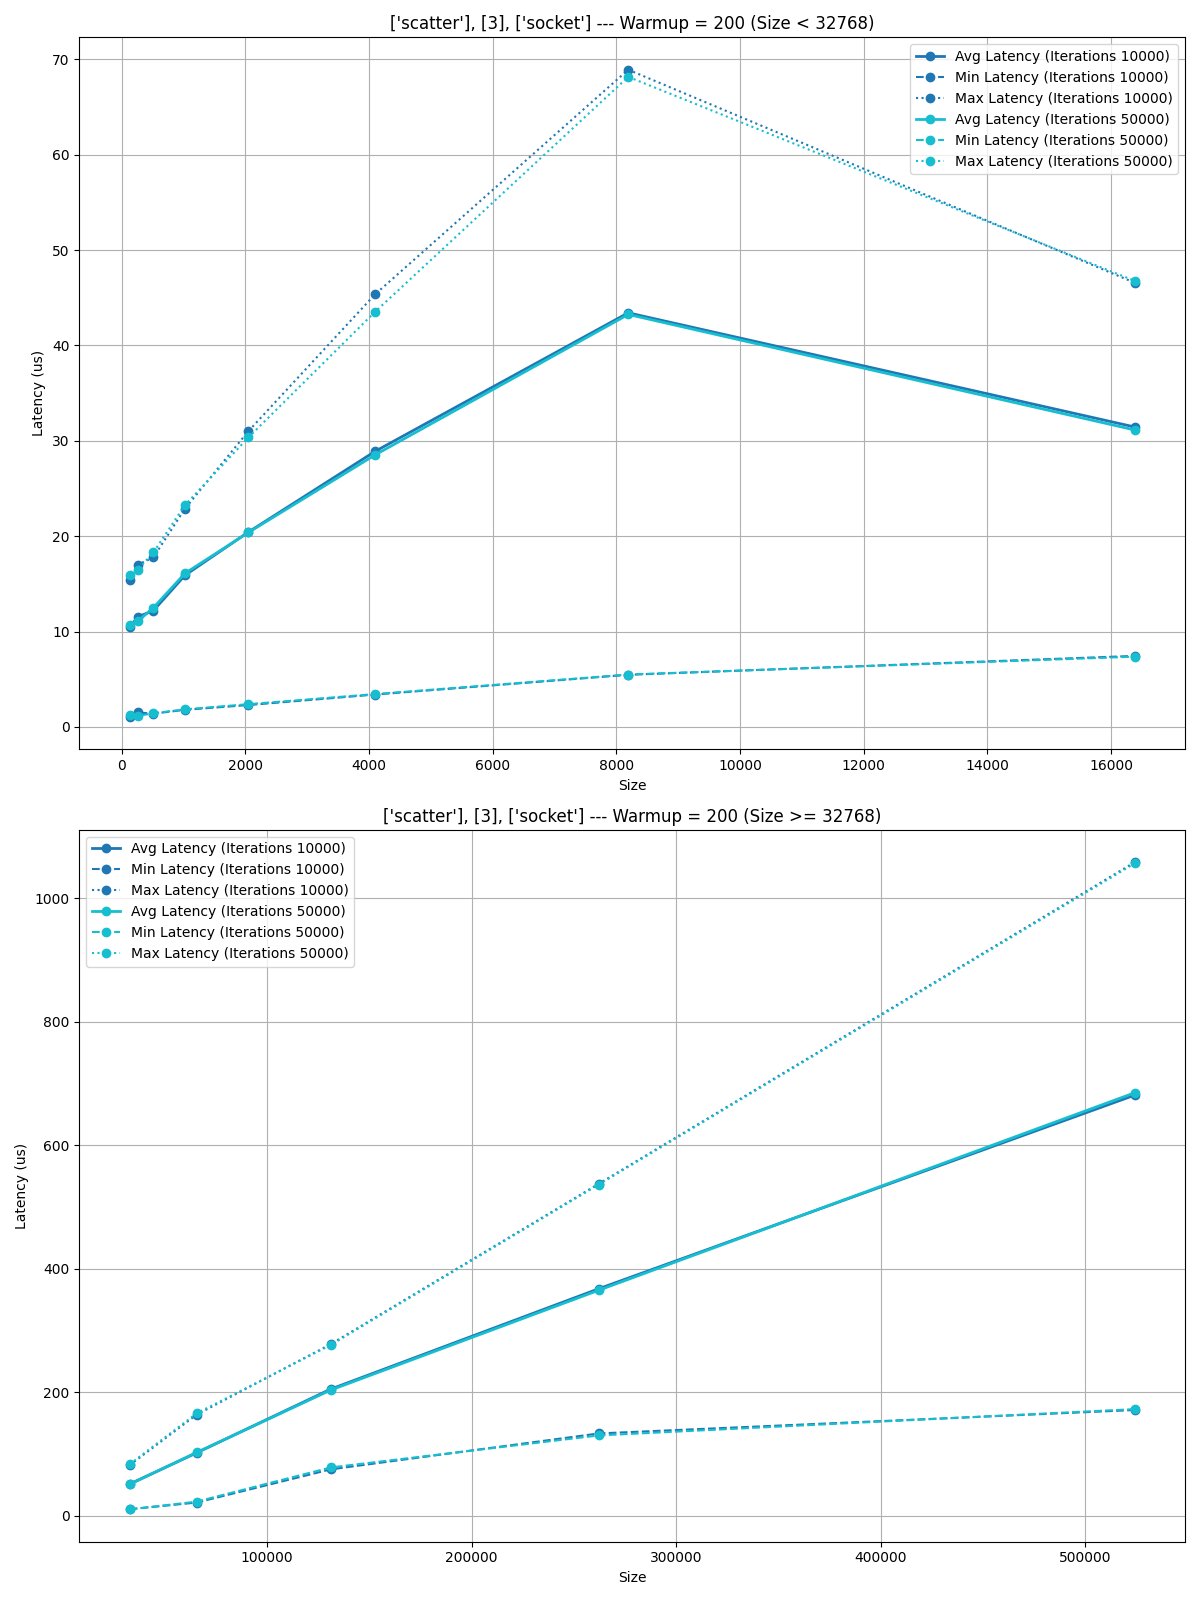 ['scatter'], [3], ['socket'] --- Warmup = 200 (Size < 32768)
Avg Latency (Iterations 10000)
Min Latency (Iterations 10000)
Max Latency (Iterations 10000)
Avg Latency (Iterations 50000)
Min Latency (Iterations 50000)
Max Latency (Iterations 50000)
Latency (us)
70
60
50
40
30
20
10
0
0 2000 4000 6000 8000 10000 12000 14000 16000
Size
['scatter'], [3], ['socket'] --- Warmup = 200 (Size >= 32768)
Avg Latency (Iterations 10000)
Min Latency (Iterations 10000)
Max Latency (Iterations 10000)
Avg Latency (Iterations 50000)
Min Latency (Iterations 50000)
Max Latency (Iterations 50000)
Latency (us)
1000
800
600
400
200
0
100000 200000 300000 400000 500000
Size